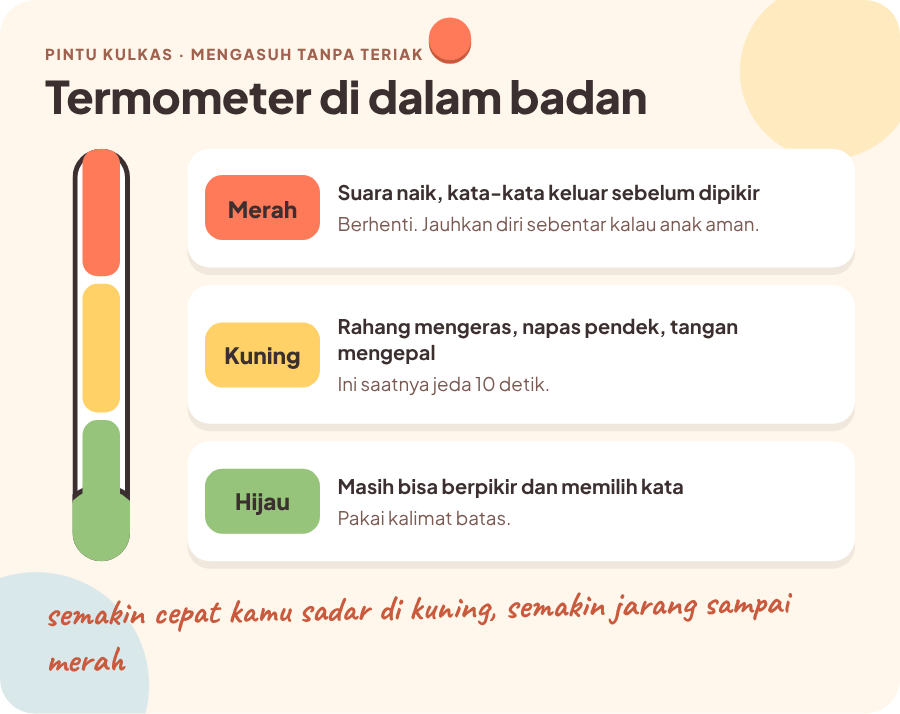 PINTU KULKAS · MENGASUH TANPA TERIAK
Termometer di dalam badan
Merah
Suara naik, kata-kata keluar sebelum dipikir
Berhenti. Jauhkan diri sebentar kalau anak aman.
Kuning
Rahang mengeras, napas pendek, tangan
mengepal
Ini saatnya jeda 10 detik.
Hijau
Masih bisa berpikir dan memilih kata
Pakai kalimat batas.
semakin cepat kamu sadar di kuning, semakin jarang sampai
merah